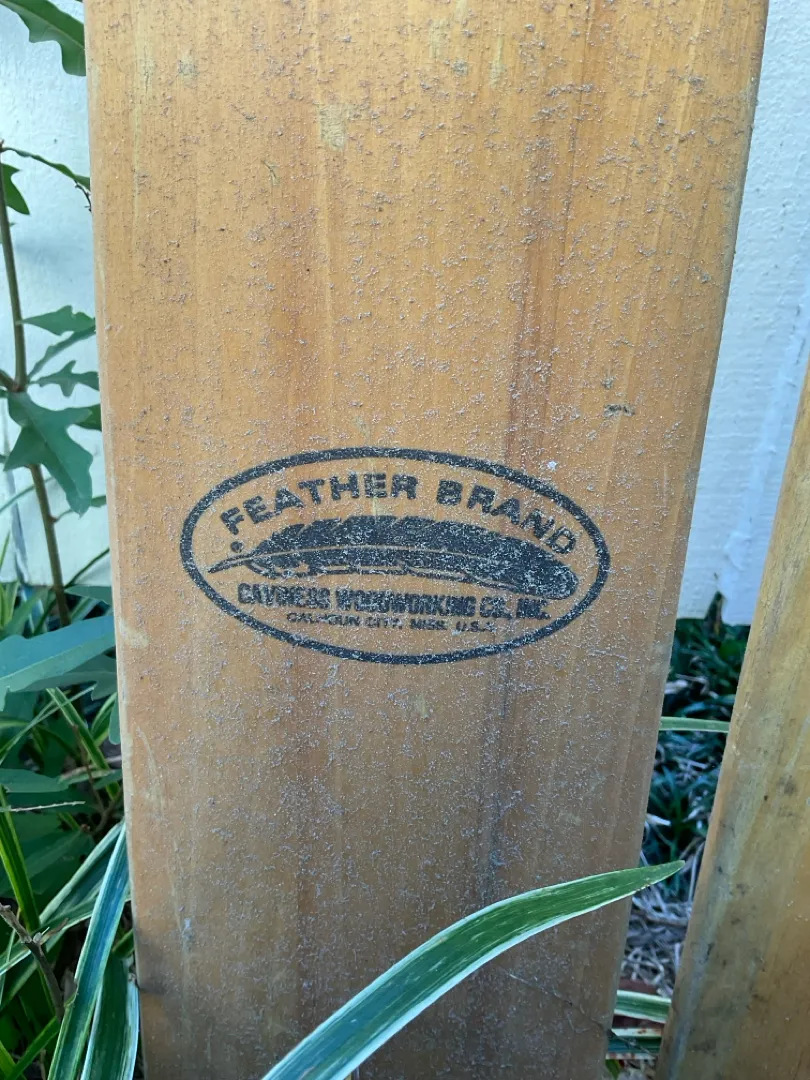 FEATHER BRAND
CAVINESS WOODWORKING CO., INC.
CALHOUN CITY, MISS. U.S.A.